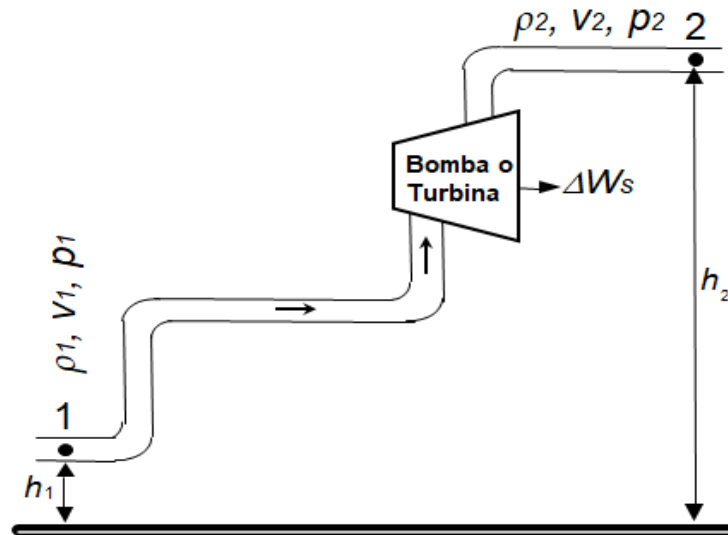 ρ2, v2, p2 2
Bomba o
Turbina
ΔWs
ρ1, v1, p1
h2
1
h1